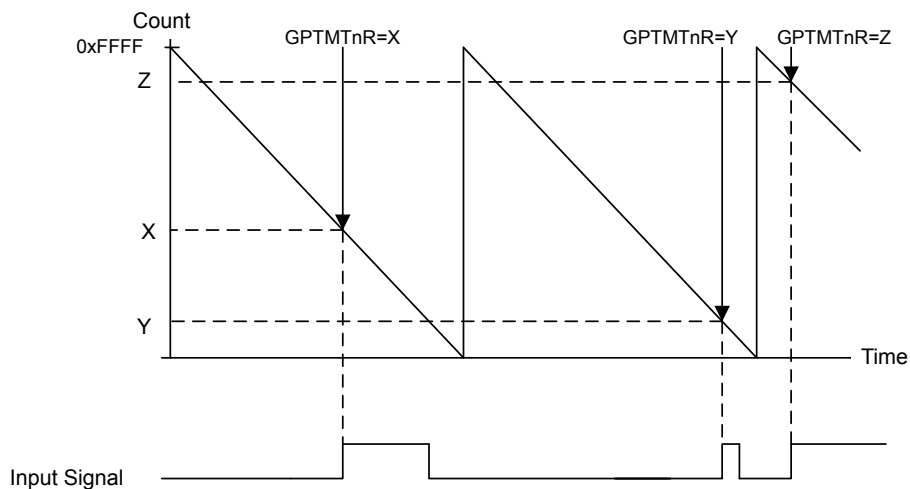 Count
0xFFFF
GPTMTnR=X
GPTMTnR=Y
GPTMTnR=Z
Z
X
Y
Time
Input Signal